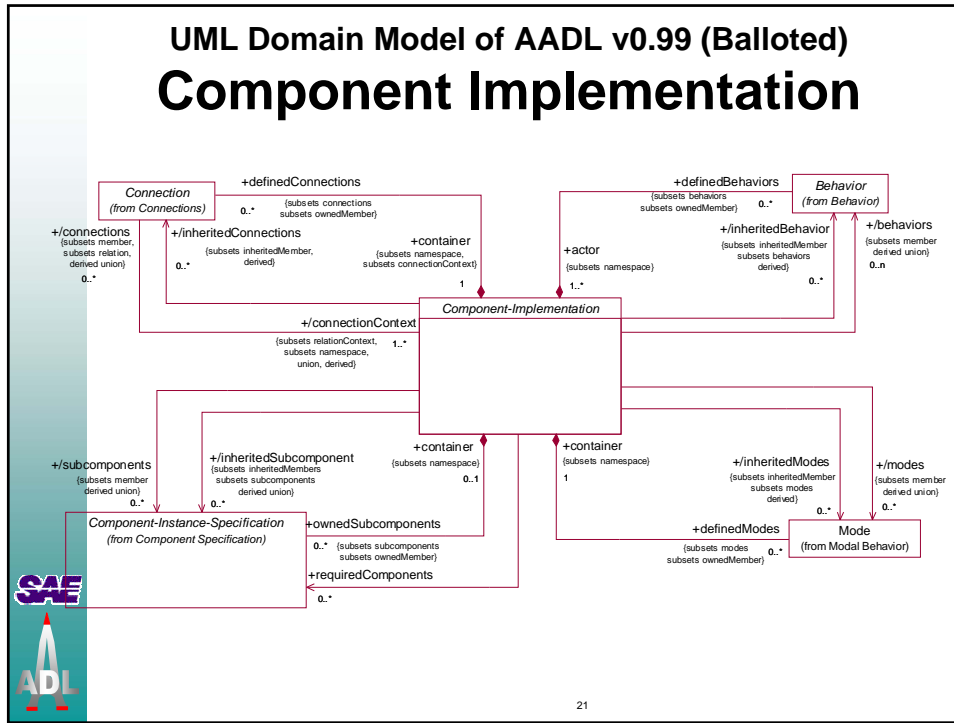 UML Domain Model of AADL v0.99 (Balloted)
Component Implementation
Connection
(from Connections)
+definedConnections
0..*
{subsets connections
subsets ownedMember}
+/connections
{subsets member,
subsets relation,
derived union}
0..*
+/inheritedConnections
{subsets inheritedMember,
derived}
0..*
+container
{subsets namespace,
subsets connectionContext}
1
+/connectionContext
{subsets relationContext,
subsets namespace,
union, derived}
1..*
+definedBehaviors
{subsets behaviors
subsets ownedMember}
0..*
Behavior
(from Behavior)
+/inheritedBehavior
{subsets inheritedMember
subsets behaviors
derived}
0..*
+/behaviors
{subsets member
derived union}
0..n
+actor
{subsets namespace}
1..*
Component-Implementation
+/subcomponents
{subsets member
derived union}
0..*
+/inheritedSubcomponent
{subsets inheritedMembers
subsets subcomponents
derived union}
0..*
+container
{subsets namespace}
0..1
+container
{subsets namespace}
1
+/inheritedModes
{subsets inheritedMember
subsets modes
derived}
0..*
+/modes
{subsets member
derived union}
0..*
Component-Instance-Specification
(from Component Specification)
+ownedSubcomponents
0..*
{subsets subcomponents
subsets ownedMember}
+requiredComponents
0..*
+definedModes
{subsets modes
subsets ownedMember}
0..*
Mode
(from Modal Behavior)
SAE
ADL
21